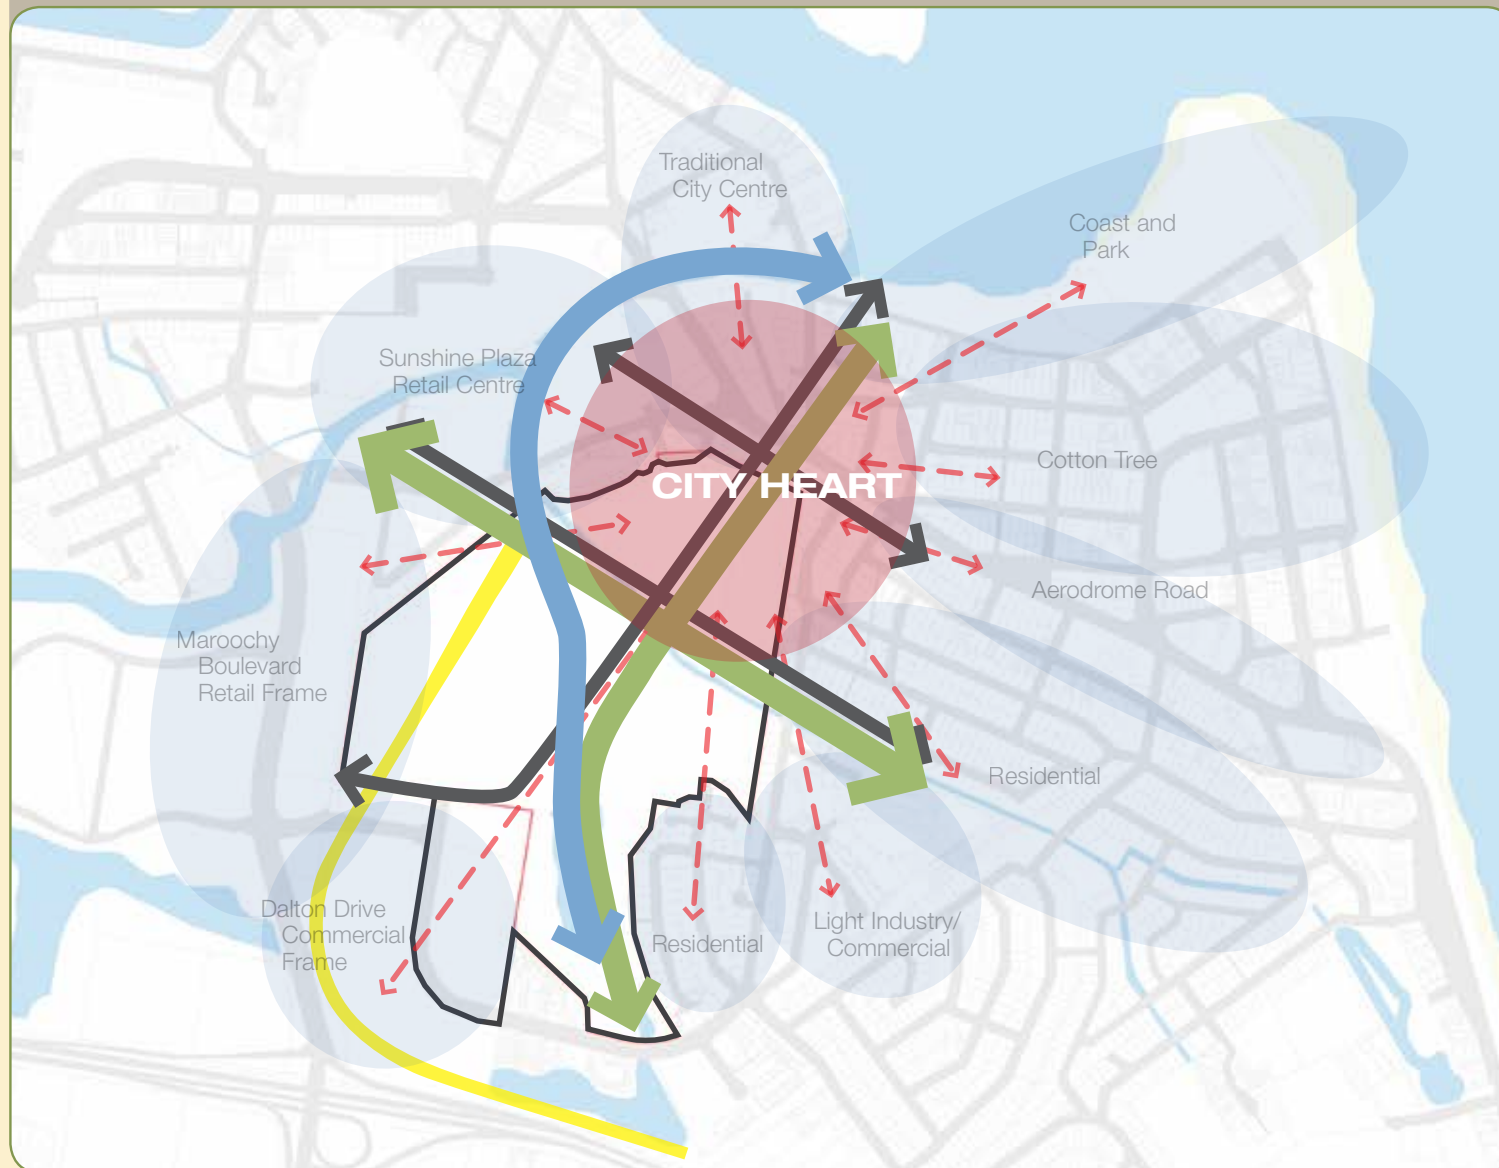 Traditional
City Centre
Coast and
Park
Sunshine Plaza
Retail Centre
Cotton Tree
CITY HEART
Aerodrome Road
Maroochy
Boulevard
Retail Frame
Residential
Dalton Drive
Commercial
Frame
Residential
Light Industry/
Commercial